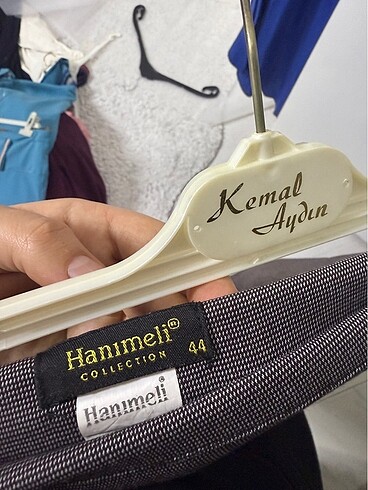 Kemal
Aydın
Hanımeli®
COLLECTION
44
Hanımeli®